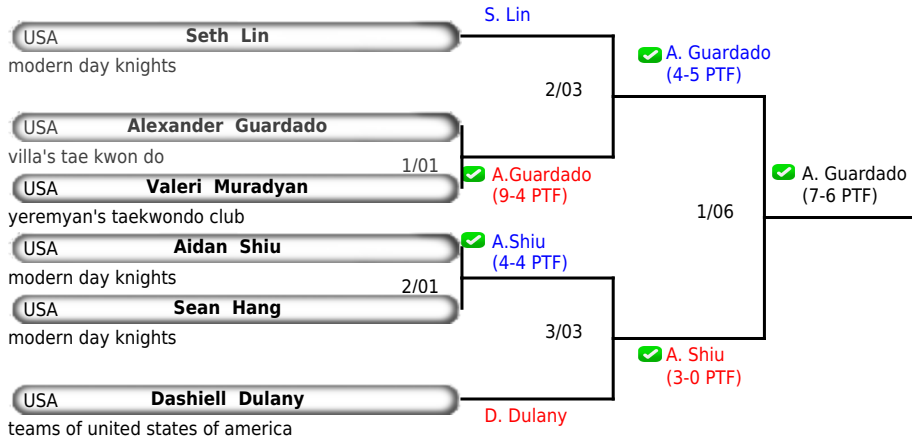 S. Lin
USA Seth Lin
modern day knights
A. Guardado
(4-5 PTF)
2/03
USA Alexander Guardado
villa's tae kwon do
1/01
A.Guardado
(9-4 PTF)
USA Valeri Muradyan
yeremyan's taekwondo club
A. Guardado
(7-6 PTF)
1/06
USA Aidan Shiu
modern day knights
A.Shiu
(4-4 PTF)
2/01
USA Sean Hang
modern day knights
3/03
A. Shiu
(3-0 PTF)
USA Dashiell Dulany
teams of united states of america
D. Dulany